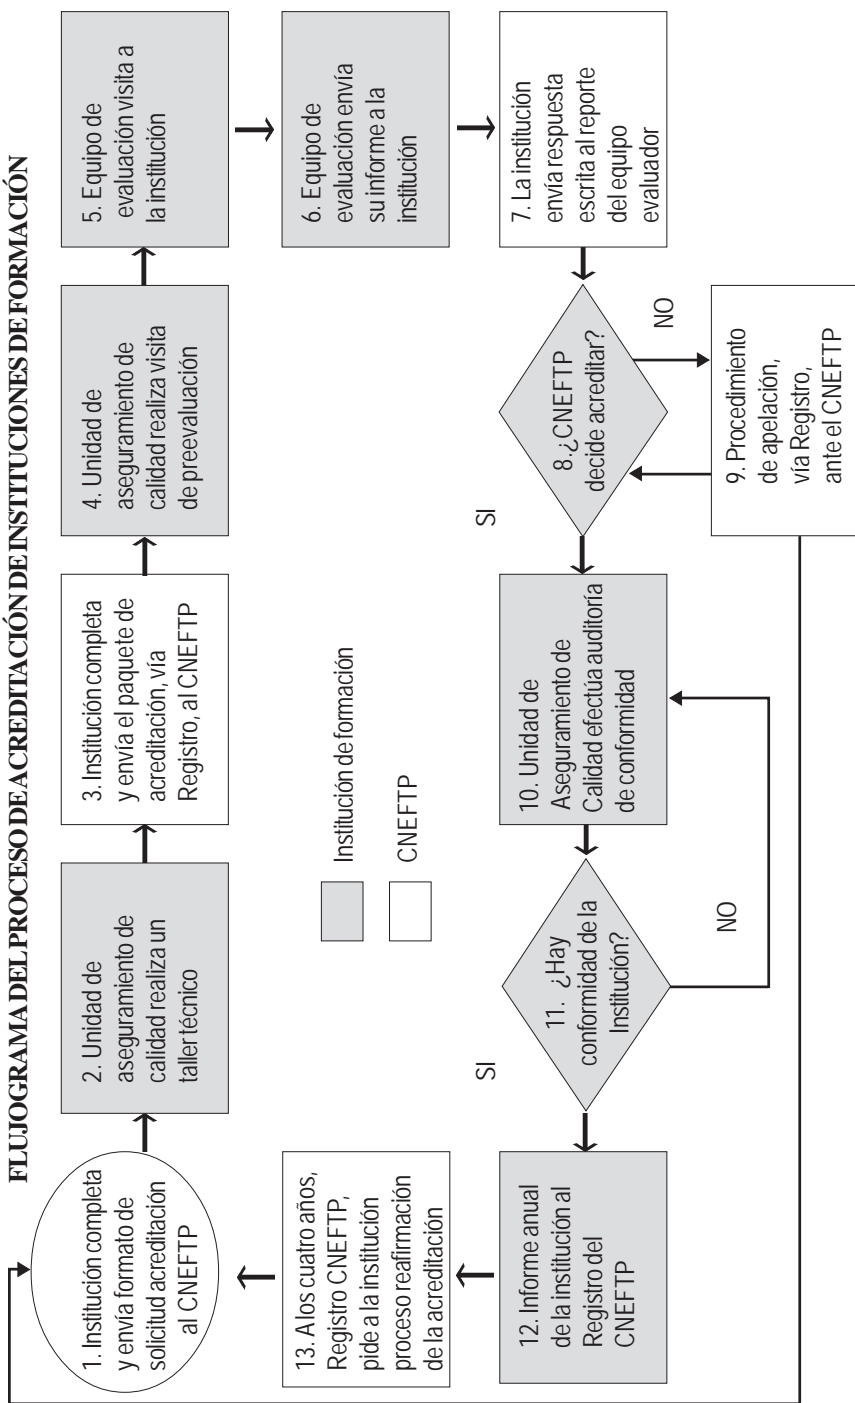 FLUJOGRAMA DEL PROCESO DE ACREDITACIÓN DE INSTITUCIONES DE FORMACIÓN
1. Institución completa
y envía formato de
solicitud acreditación
al CNEFTP
2. Unidad de
aseguramiento de
calidad realiza un
taller técnico
3. Institución completa
y envía el paquete de
acreditación, vía
Registro, al CNEFTP
4. Unidad de
aseguramiento de
calidad realiza visita
de preevaluación
5. Equipo de
evaluación visita a
la institución
6. Equipo de
evaluación envía
su informe a la
institución
7. La institución
envía respuesta
escrita al reporte
del equipo
evaluador
8. ¿CNEFTP
decide acreditar?
NO
SI
9. Procedimiento
de apelación,
vía Registro,
ante el CNEFTP
10. Unidad de
Aseguramiento de
Calidad efectúa auditoría
de conformidad
11. ¿Hay
conformidad de la
Institución?
NO
SI
12. Informe anual
de la institución al
Registro del
CNEFTP
13. A los cuatro años,
Registro CNEFTP,
pide a la institución
proceso reafirmación
de la acreditación
Institución de formación
CNEFTP